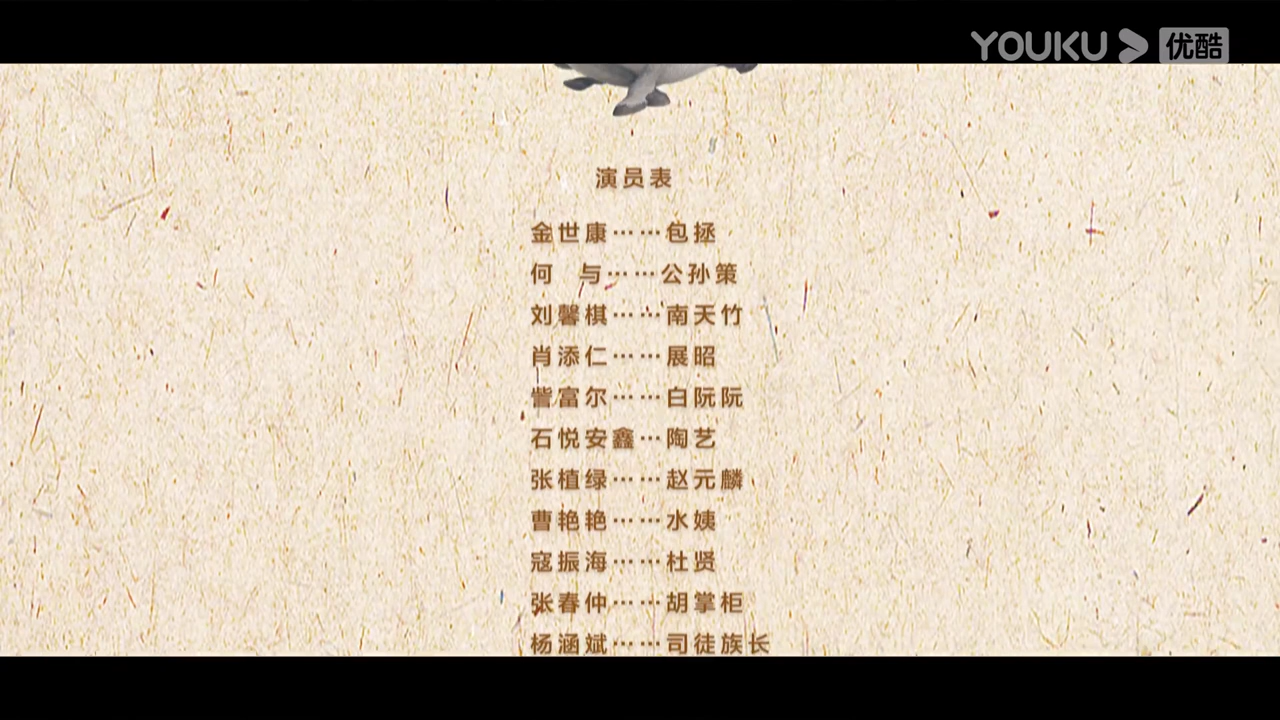 YOUKU 优酷
演员表
金世康……包拯
何 与……公孙策
刘馨棋……南天竹
肖添仁……展昭
訾富尔……白阮阮
石悦安鑫…陶艺
张植绿……赵元麟
曹艳艳……水姨
寇振海……杜贤
张春仲……胡掌柜
杨涵斌……司徒族长